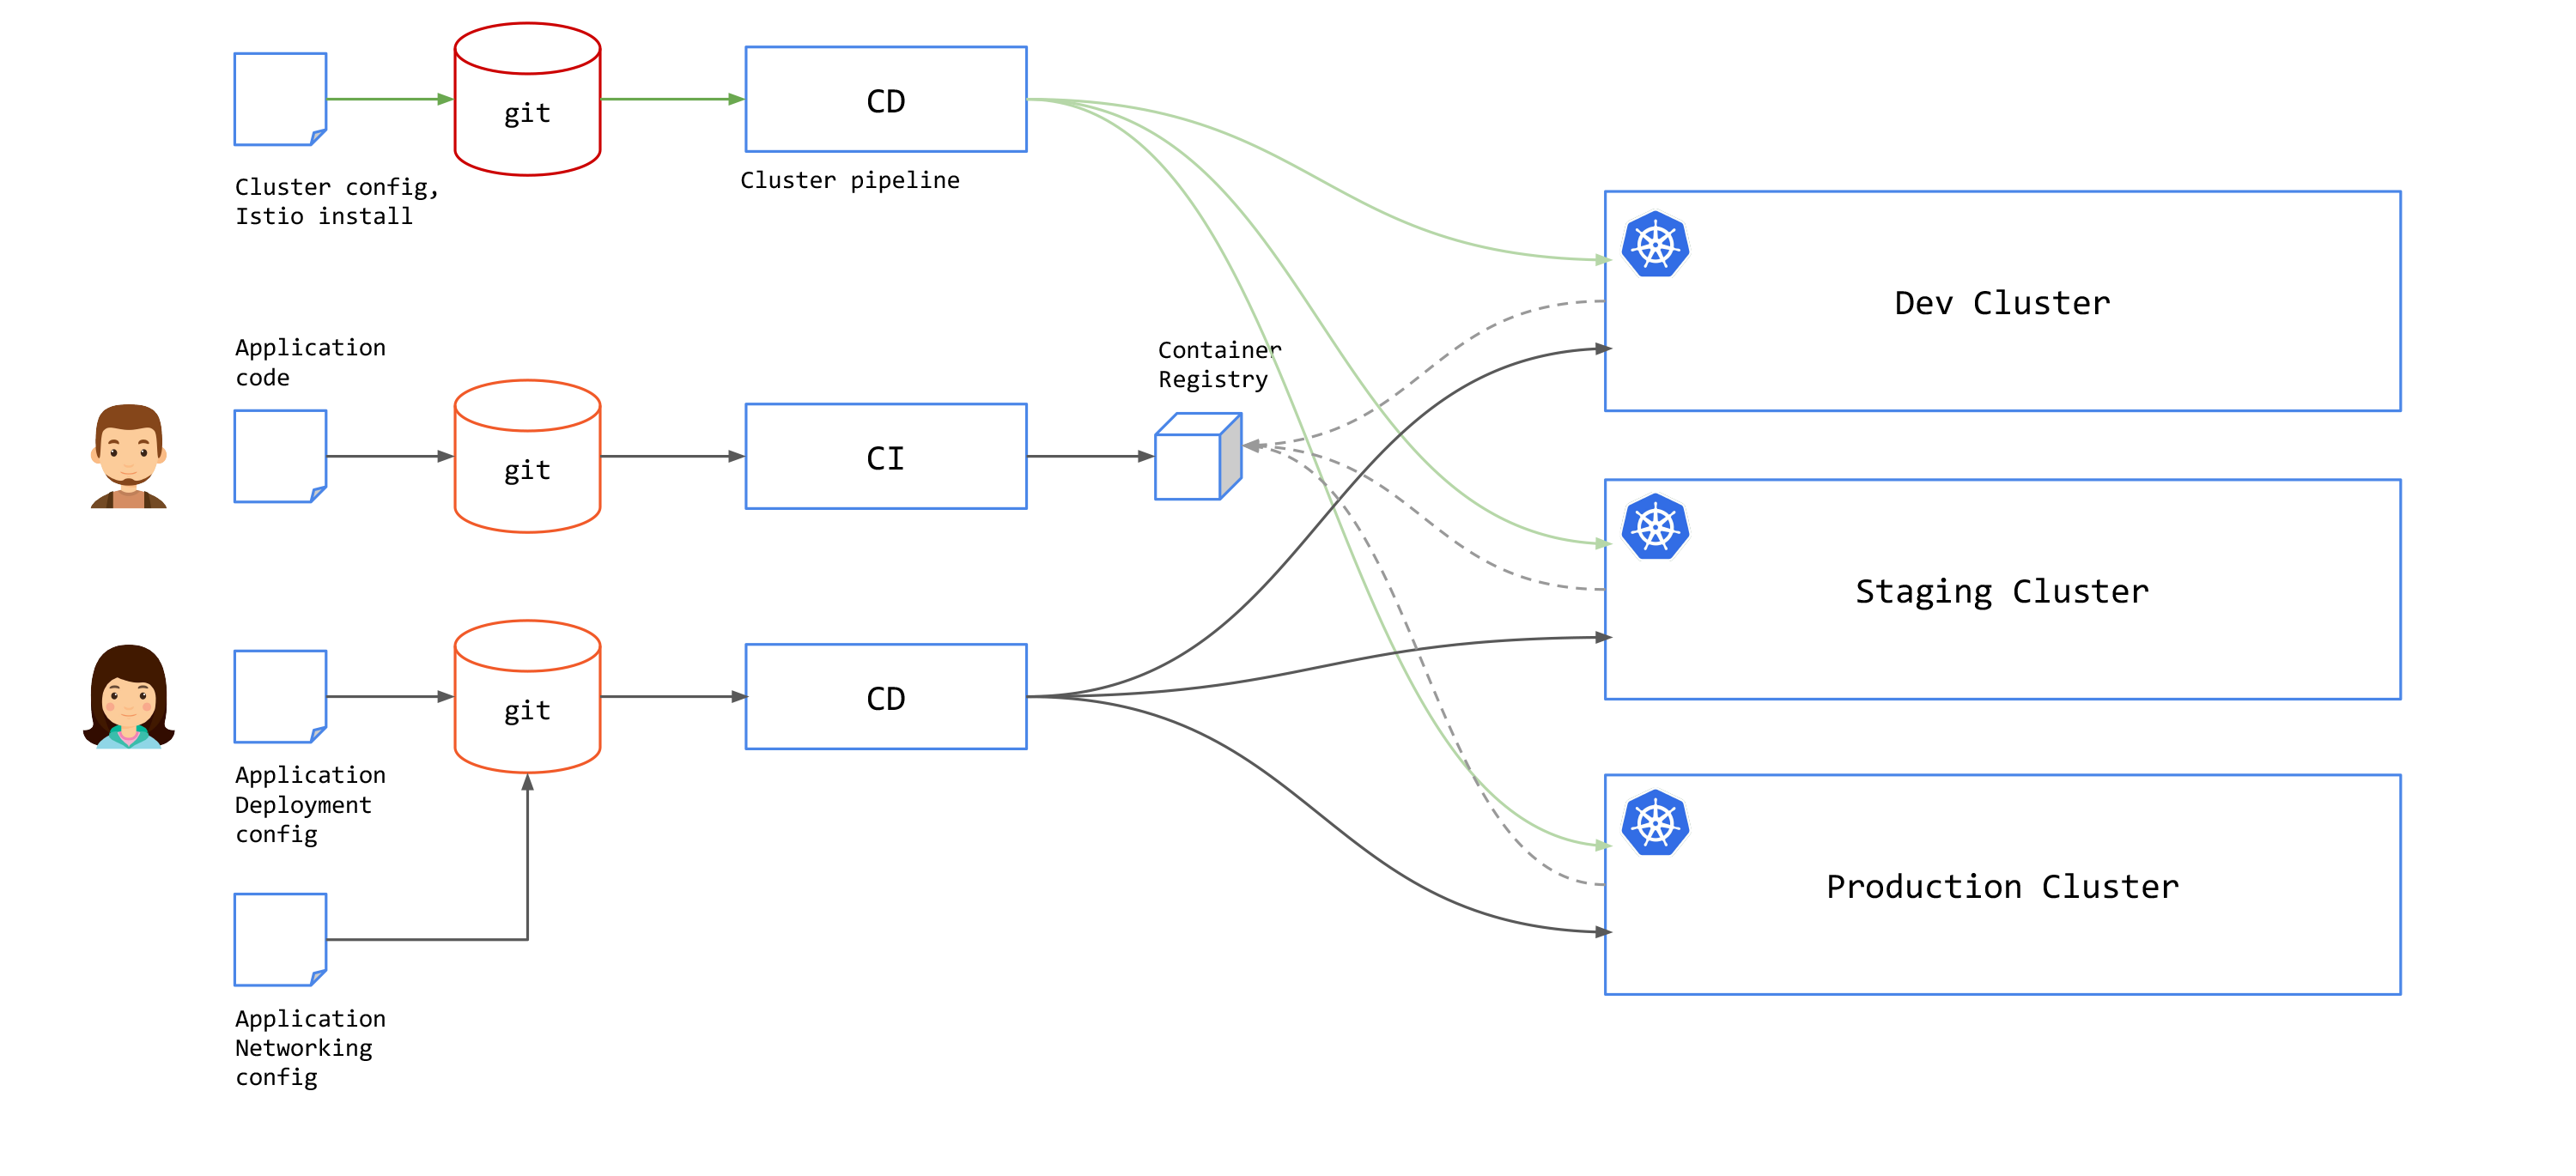 git
CD
Cluster config,
Istio install
Cluster pipeline
Application
code
git
CI
Container
Registry
git
CD
Application
Deployment
config
Application
Networking
config
Dev Cluster
Staging Cluster
Production Cluster